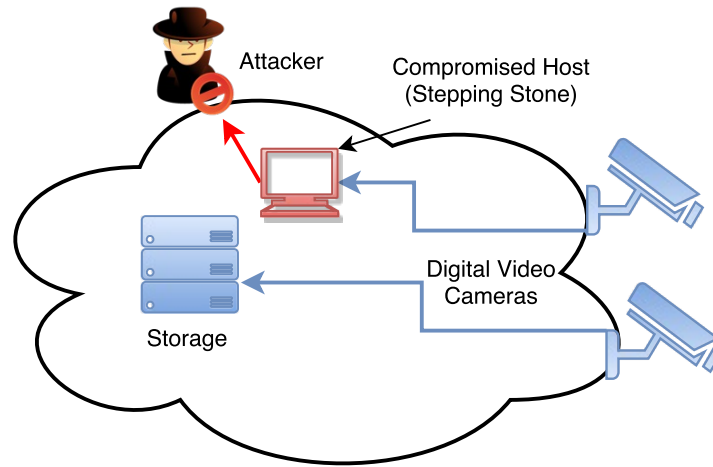 Attacker
Compromised Host
(Stepping Stone)
Digital Video
Cameras
Storage